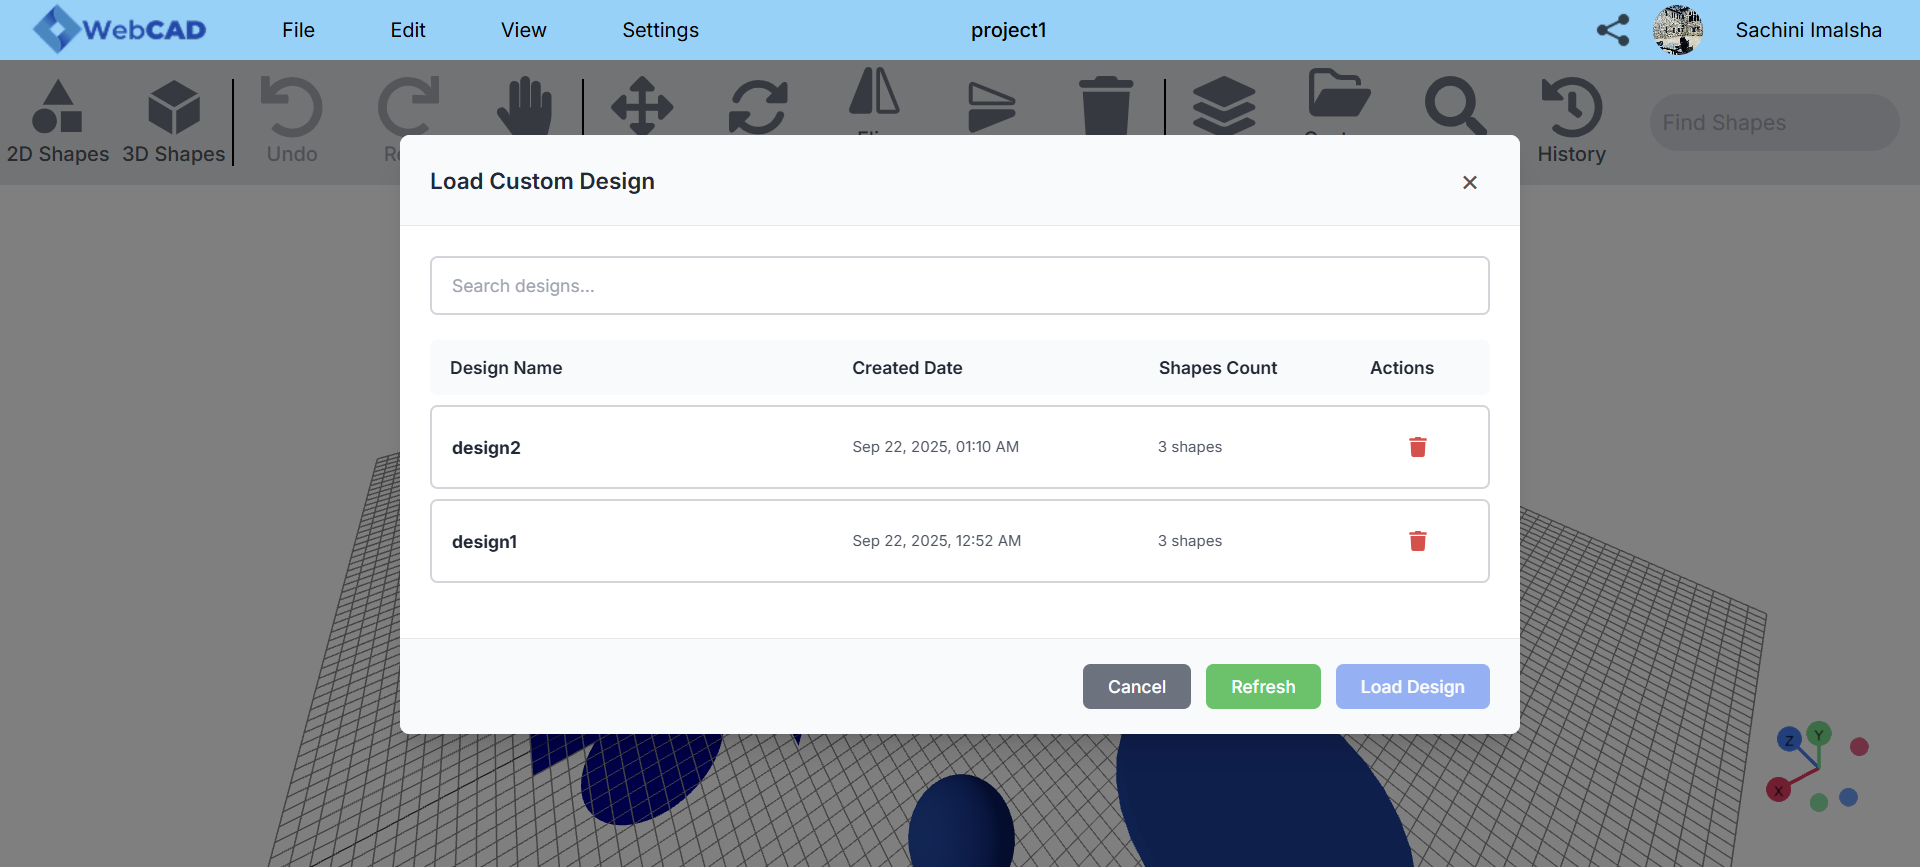 WebCAD File Edit View Settings project1 Sachini Imalsha
2D Shapes 3D Shapes Undo History Find Shapes
Load Custom Design
Search designs...
Design Name Created Date Shapes Count Actions
design2 Sep 22, 2025, 01:10 AM 3 shapes
design1 Sep 22, 2025, 12:52 AM 3 shapes
Cancel Refresh Load Design
Z Y
X